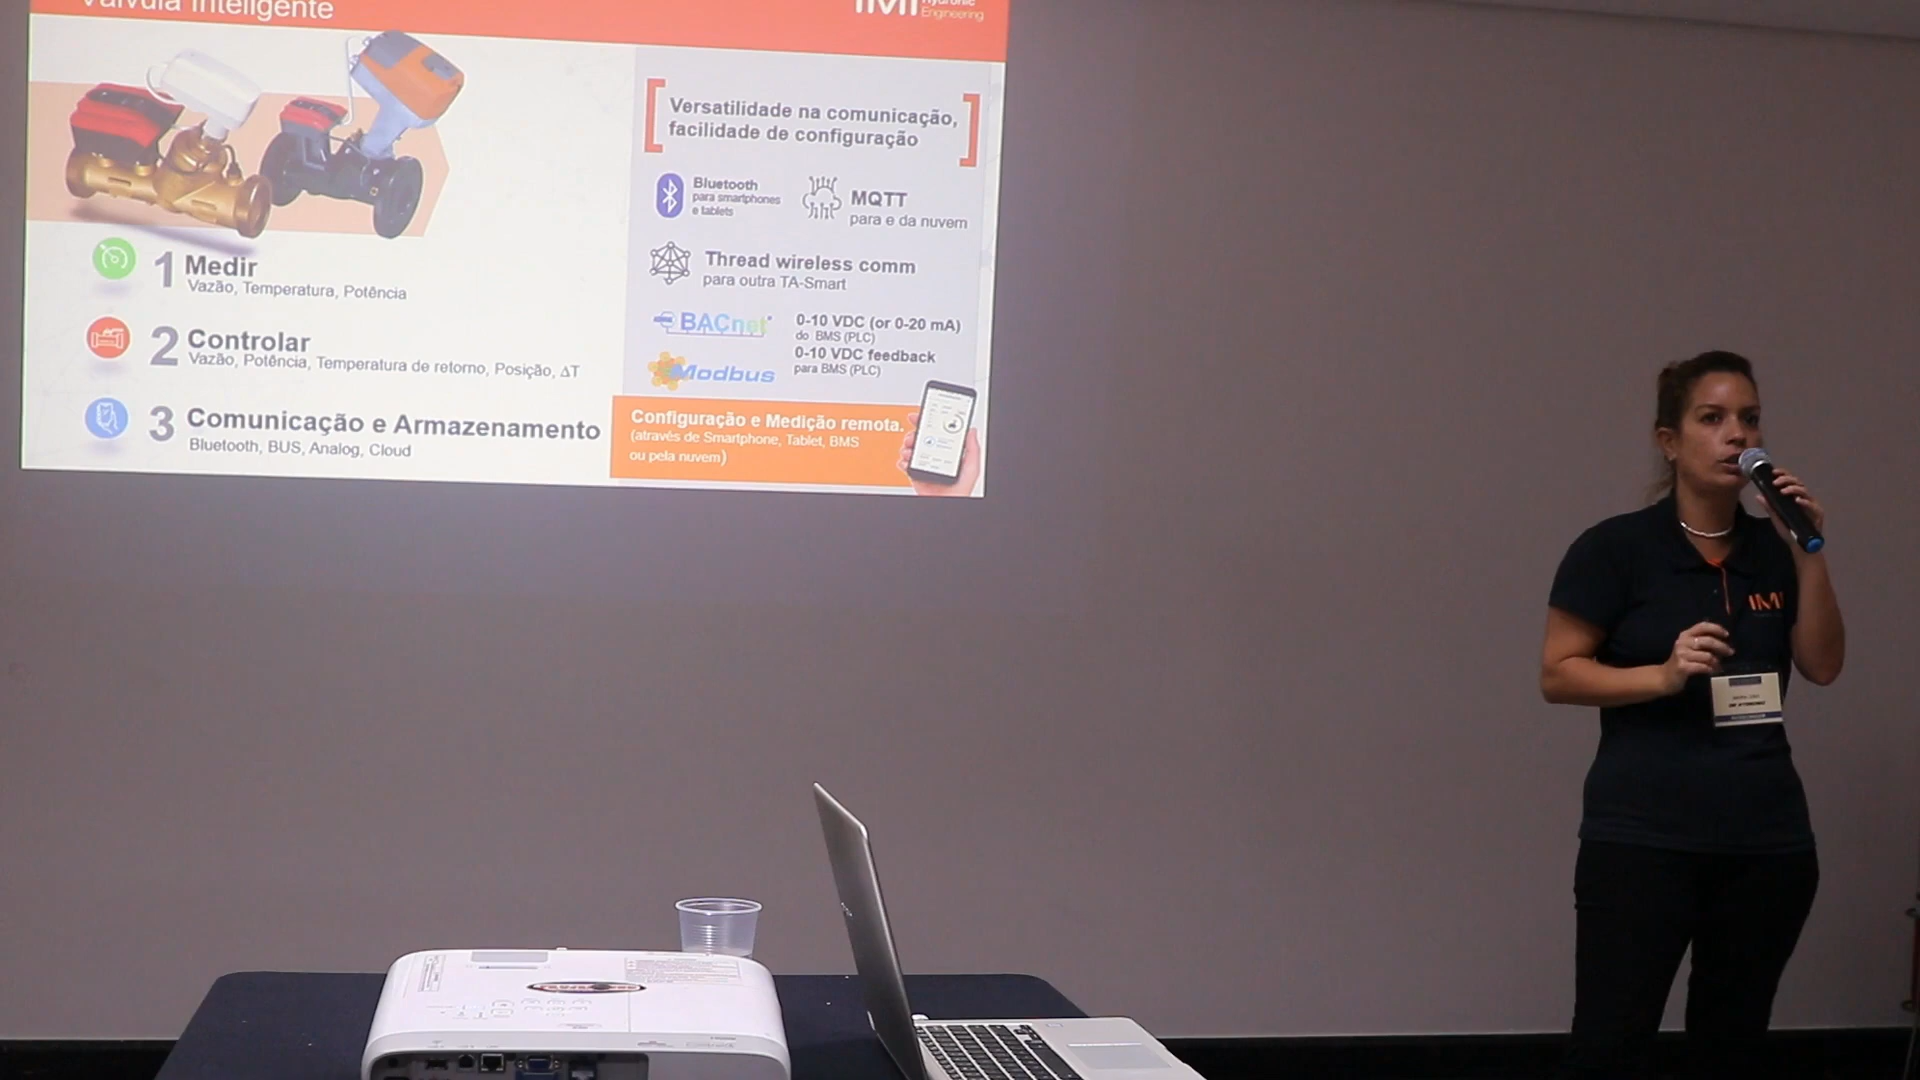 Válvula Inteligente
IMI Hydronic
Engineering
Versatilidade na comunicação,
facilidade de configuração
Bluetooth
para smartphones
e tablets
MQTT
para e da nuvem
Thread wireless comm
para outra TA-Smart
BACnet
0-10 VDC (or 0-20 mA)
do BMS (PLC)
0-10 VDC feedback
para BMS (PLC)
Modbus
1 Medir
Vazão, Temperatura, Potência
2 Controlar
Vazão, Potência, Temperatura de retorno, Posição, ΔT
3 Comunicação e Armazenamento
Bluetooth, BUS, Analog, Cloud
Configuração e Medição remota.
(através de Smartphone, Tablet, BMS
ou pela nuvem)
IMI